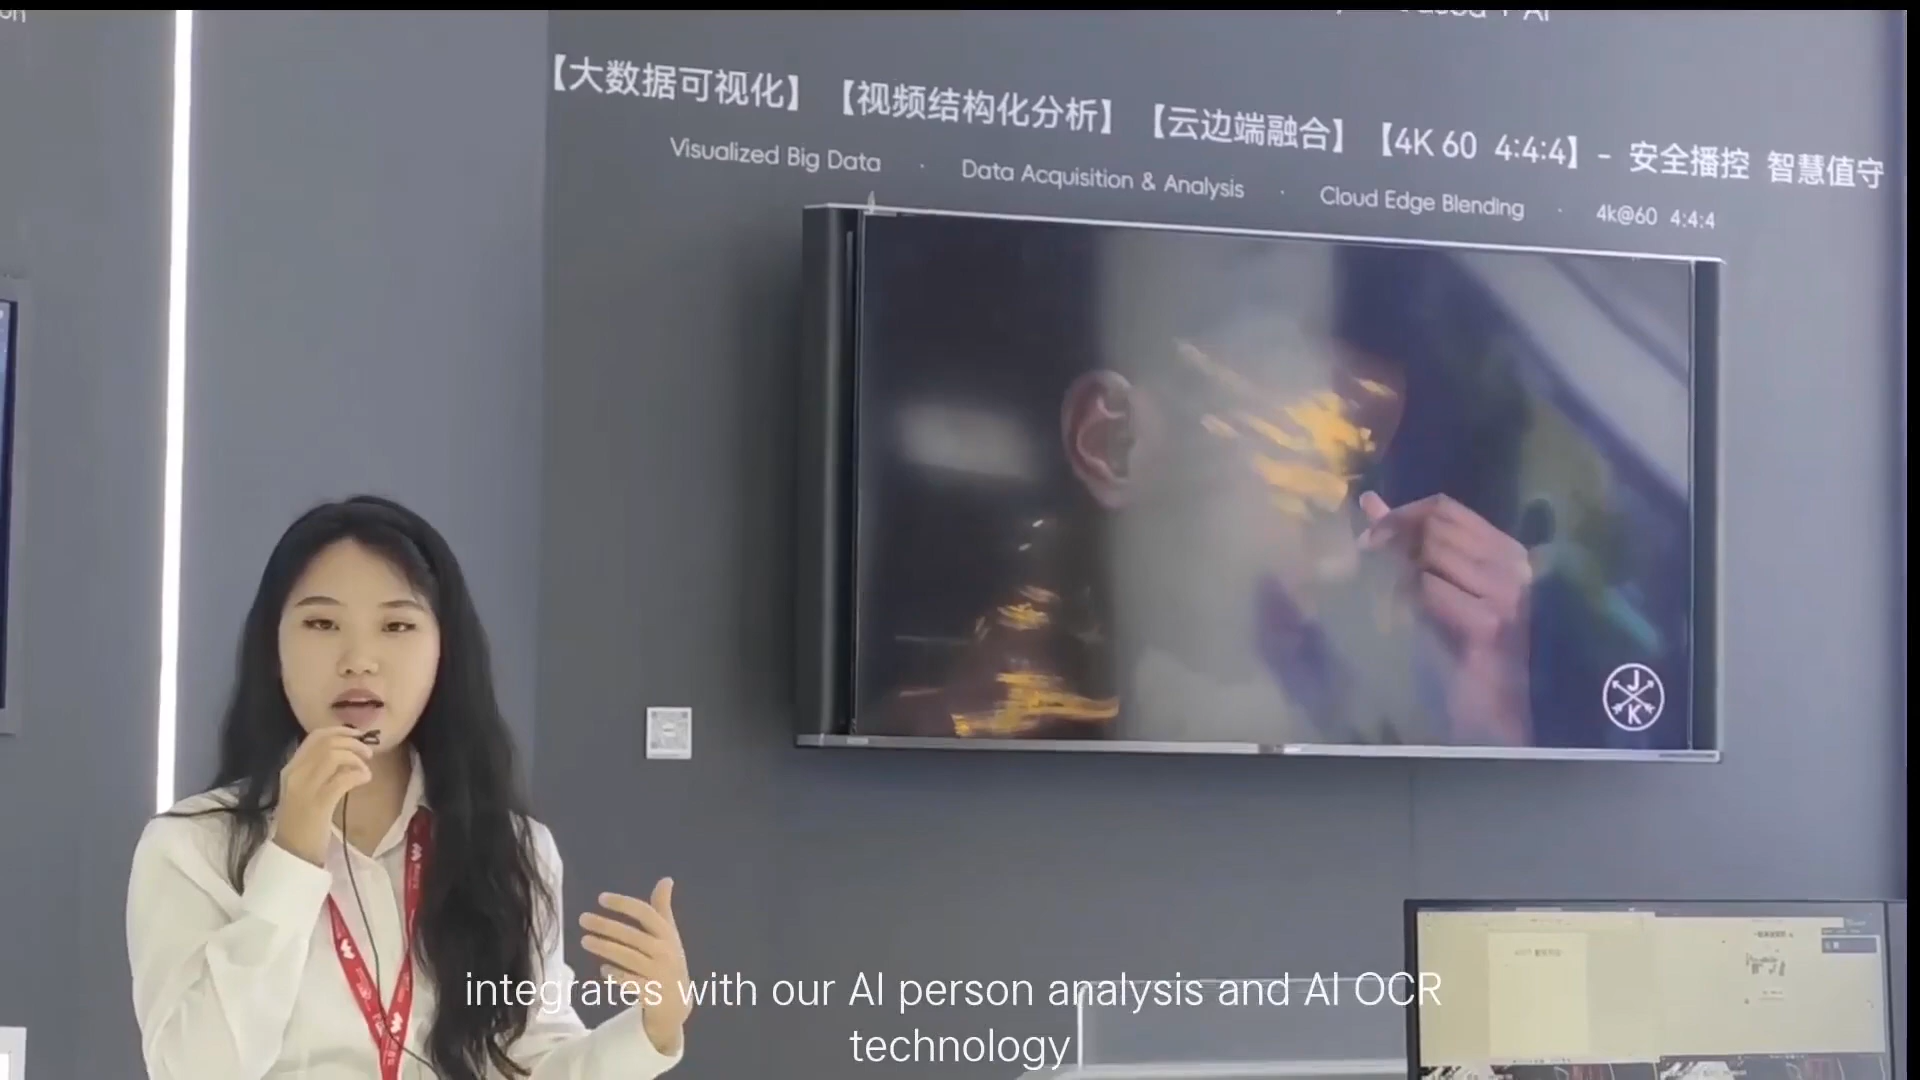 【大数据可视化】 【视频结构化分析】 【云边端融合】 【4K 60 4:4:4】 - 安全播控 智慧值守
Visualized Big Data · Data Acquisition & Analysis · Cloud Edge Blending · 4k@60 4:4:4
J
K
integrates with our AI person analysis and AI OCR
technology